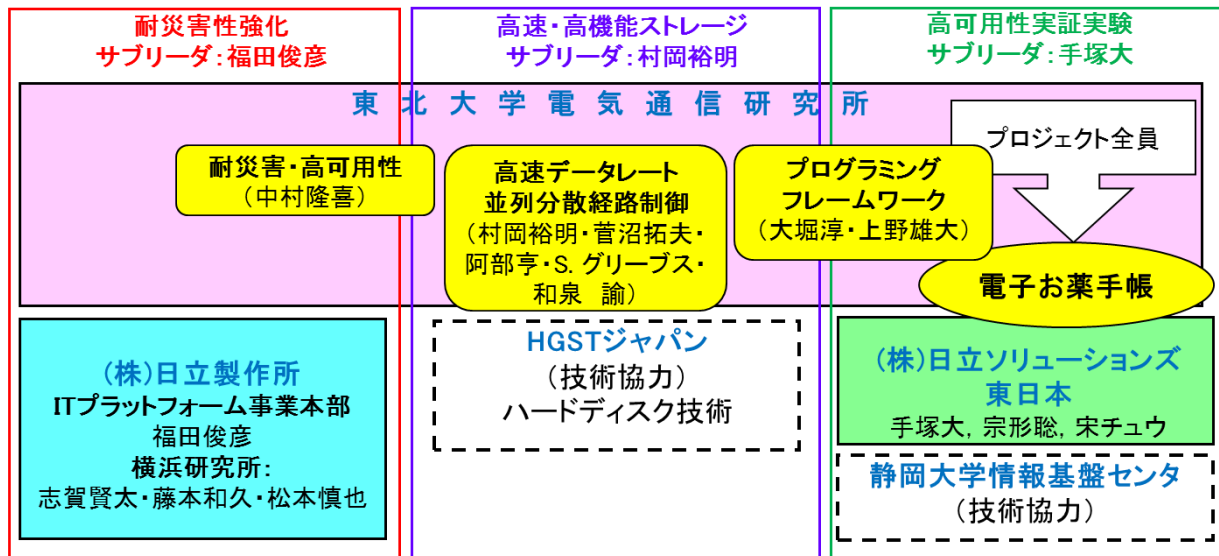 耐災害性強化
サブリーダ：福田俊彦
高速・高機能ストレージ
サブリーダ：村岡裕明
高可用性実証実験
サブリーダ：手塚大
東北大学電気通信研究所
耐災害・高可用性
（中村隆喜）
高速データレート
並列分散経路制御
（村岡裕明・菅沼拓夫・
阿部亨・S. グリーブス・
和泉　諭）
プログラミング
フレームワーク
（大堀淳・上野雄大）
プロジェクト全員
電子お薬手帳
（株）日立製作所
ITプラットフォーム事業本部
福田俊彦
横浜研究所：
志賀賢太・藤本和久・松本慎也
HGSTジャパン
（技術協力）
ハードディスク技術
（株）日立ソリューションズ
東日本
手塚大, 宗形聡, 宋チュウ
静岡大学情報基盤センタ
（技術協力）